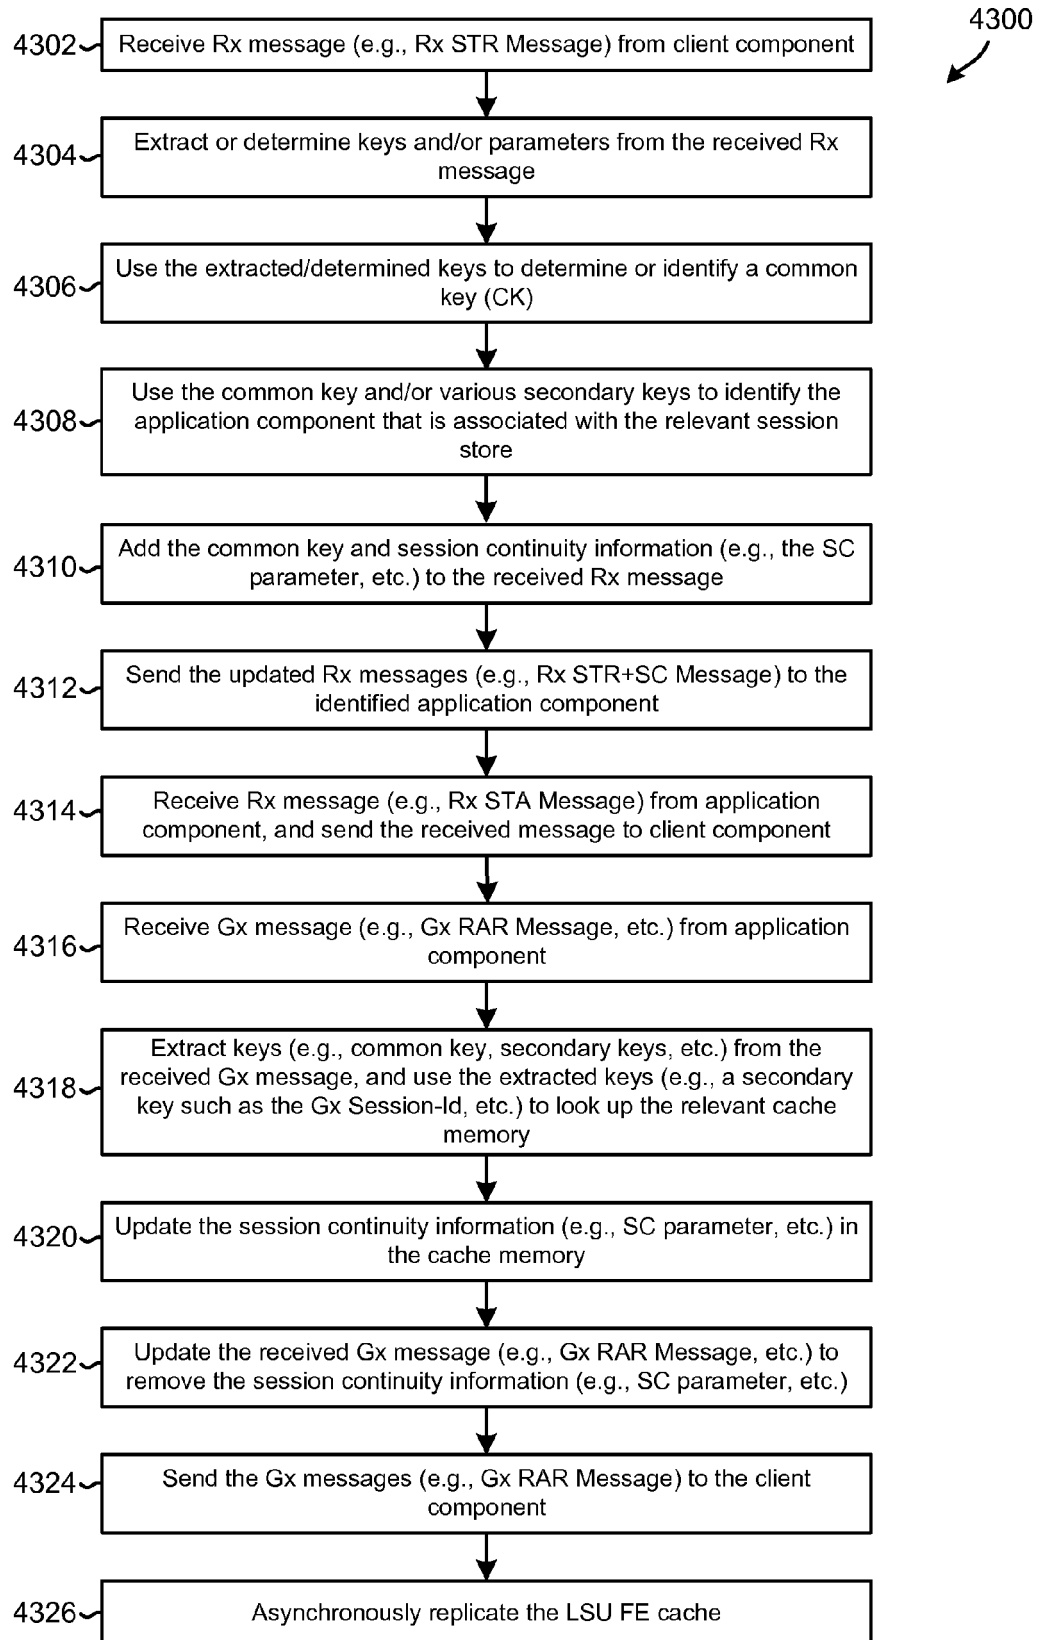 4300
4302
Receive Rx message (e.g., Rx STR Message) from client component
4304
Extract or determine keys and/or parameters from the received Rx
message
4306
Use the extracted/determined keys to determine or identify a common
key (CK)
4308
Use the common key and/or various secondary keys to identify the
application component that is associated with the relevant session
store
4310
Add the common key and session continuity information (e.g., the SC
parameter, etc.) to the received Rx message
4312
Send the updated Rx messages (e.g., Rx STR+SC Message) to the
identified application component
4314
Receive Rx message (e.g., Rx STA Message) from application
component, and send the received message to client component
4316
Receive Gx message (e.g., Gx RAR Message, etc.) from application
component
4318
Extract keys (e.g., common key, secondary keys, etc.) from the
received Gx message, and use the extracted keys (e.g., a secondary
key such as the Gx Session-Id, etc.) to look up the relevant cache
memory
4320
Update the session continuity information (e.g., SC parameter, etc.) in
the cache memory
4322
Update the received Gx message (e.g., Gx RAR Message, etc.) to
remove the session continuity information (e.g., SC parameter, etc.)
4324
Send the Gx messages (e.g., Gx RAR Message) to the client
component
4326
Asynchronously replicate the LSU FE cache